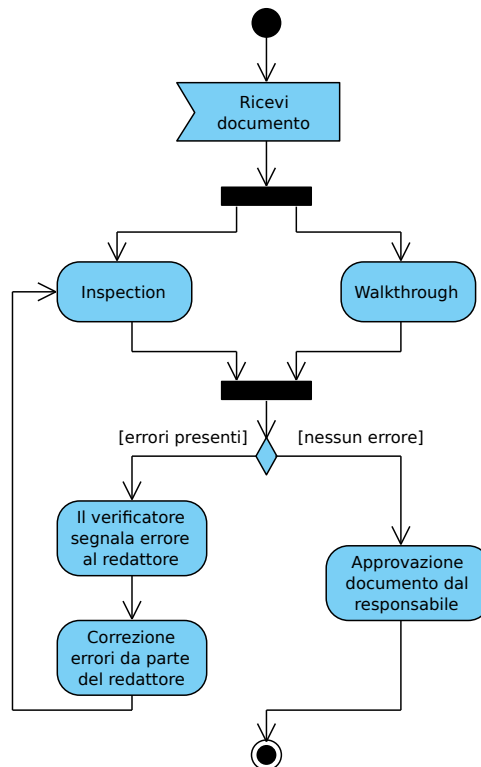 Ricevi
documento
Inspection
Walkthrough
[errori presenti]
[nessun errore]
Il verificatore
segnala errore
al redattore
Approvazione
documento dal
responsabile
Correzione
errori da parte
del redattore